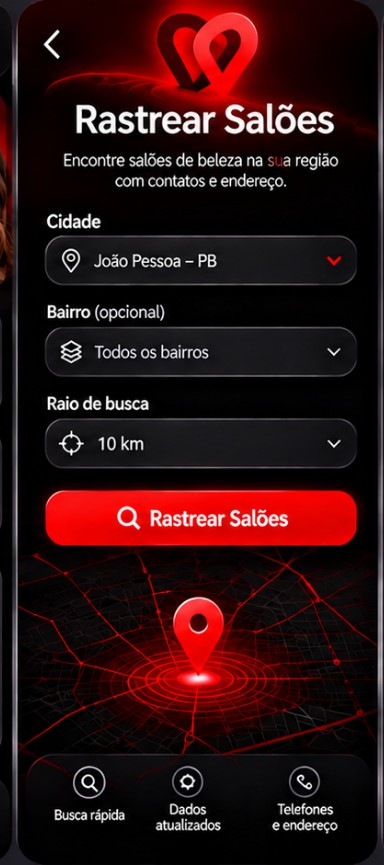 Rastrear Salões
Encontre salões de beleza na sua região
com contatos e endereço.
Cidade
João Pessoa – PB
Bairro (opcional)
Todos os bairros
Raio de busca
10 km
Rastrear Salões
Busca rápida
Dados
atualizados
Telefones
e endereço